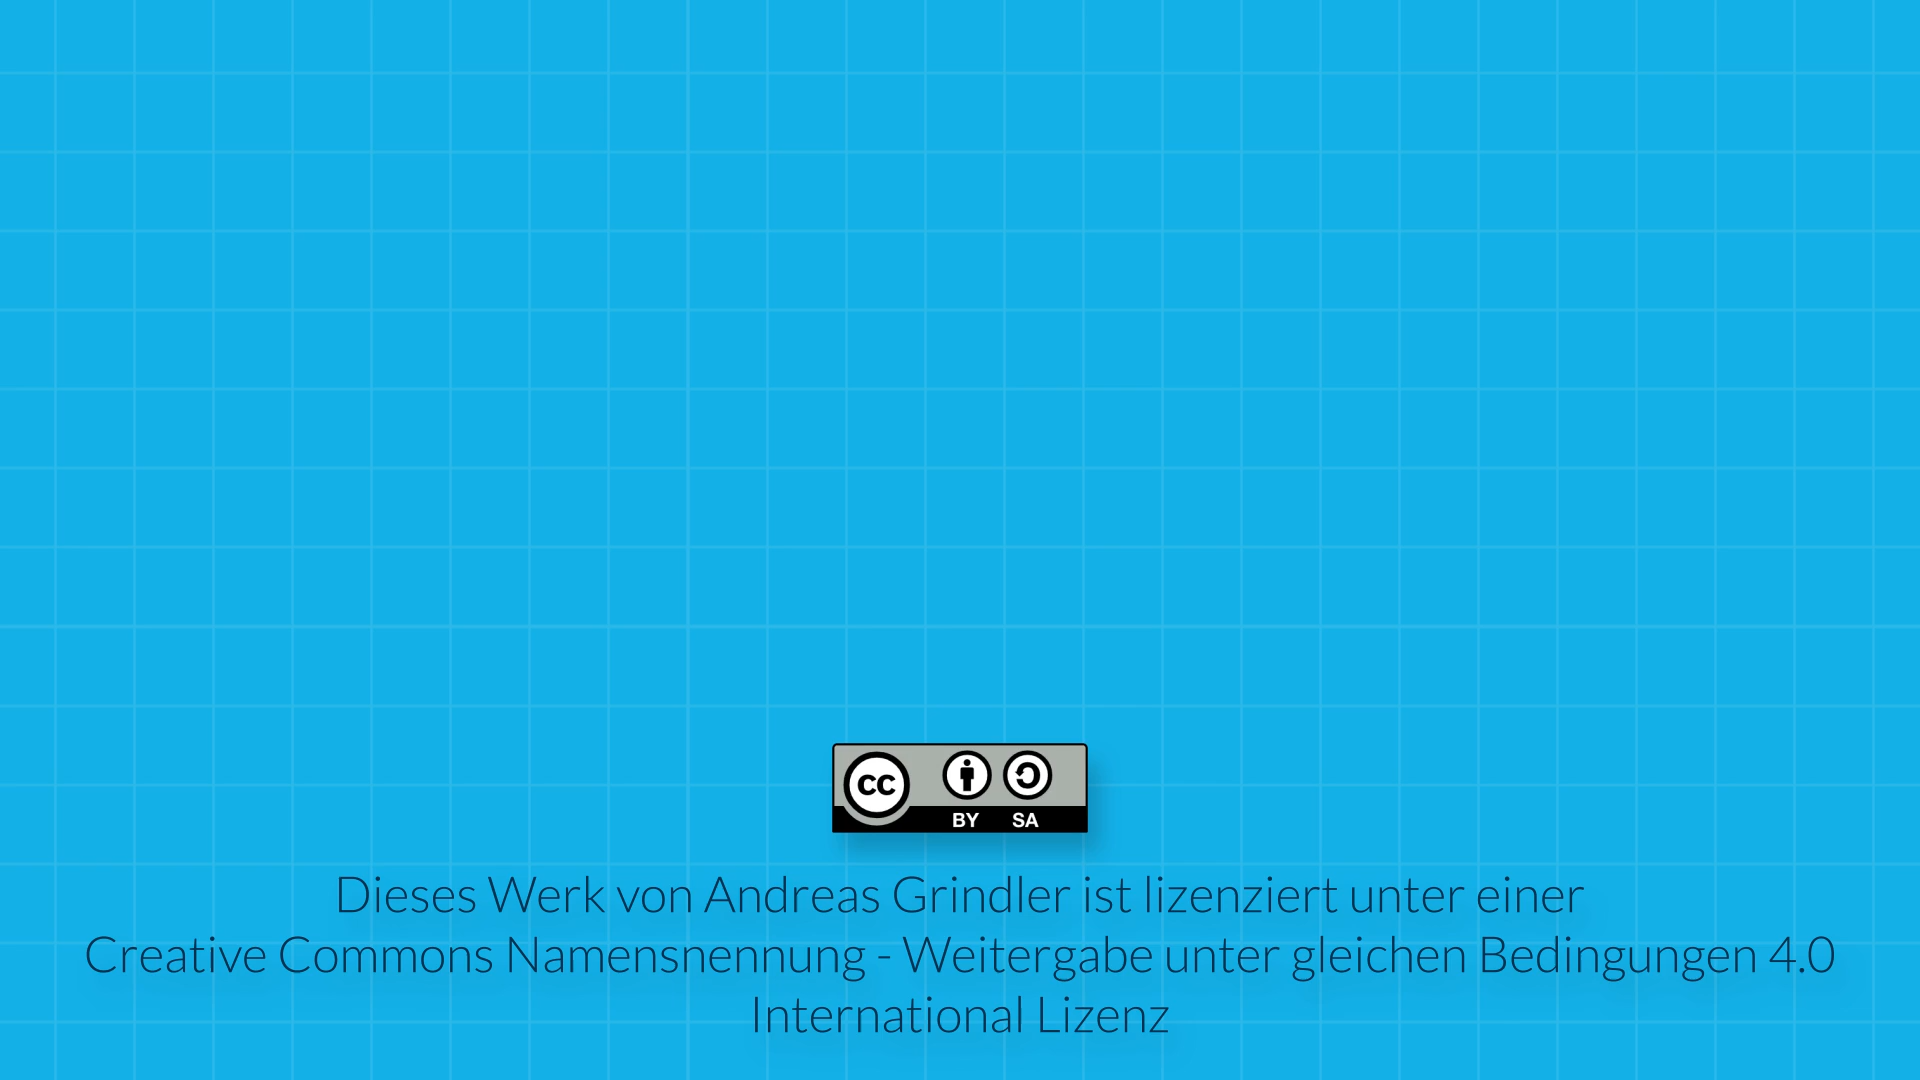 cc
BY SA
Dieses Werk von Andreas Grindler ist lizenziert unter einer
Creative Commons Namensnennung - Weitergabe unter gleichen Bedingungen 4.0
International Lizenz